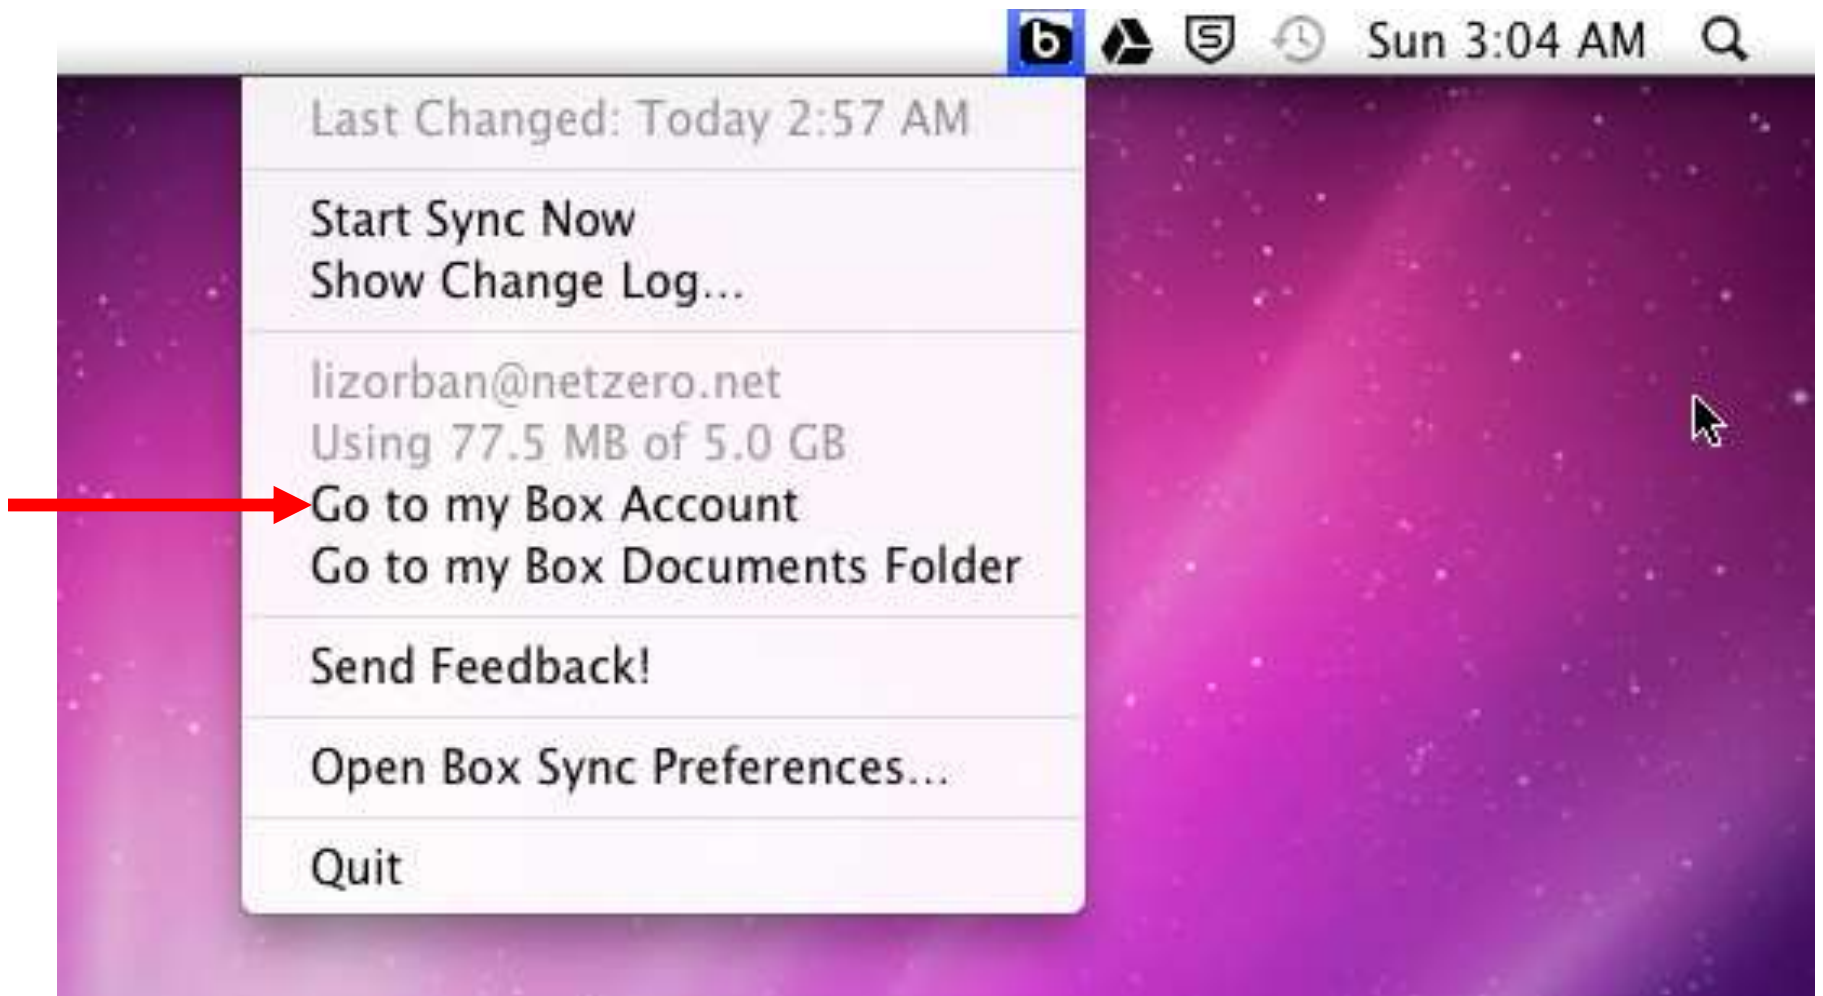 Sun 3:04 AM
Last Changed: Today 2:57 AM
Start Sync Now
Show Change Log...
lizorban@netzero.net
Using 77.5 MB of 5.0 GB
Go to my Box Account
Go to my Box Documents Folder
Send Feedback!
Open Box Sync Preferences...
Quit